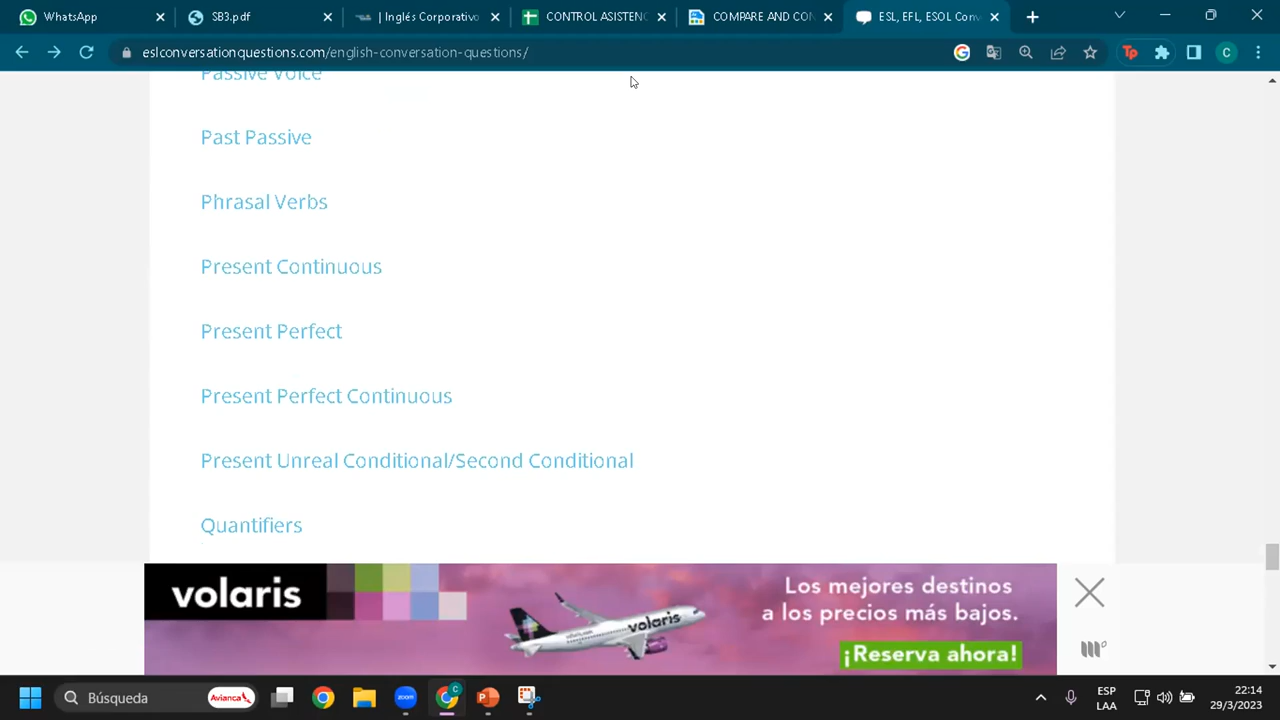 WhatsApp
SB3.pdf
| Inglés Corporativo
CONTROL ASISTENC
COMPARE AND CON
ESL, EFL, ESOL Conv
eslconversationquestions.com/english-conversation-questions/
Passive Voice
Past Passive
Phrasal Verbs
Present Continuous
Present Perfect
Present Perfect Continuous
Present Unreal Conditional/Second Conditional
Quantifiers
volaris
volaris
Los mejores destinos
a los precios más bajos.
¡Reserva ahora!
Búsqueda
Avianca
zoom
ESP
LAA
22:14
29/3/2023